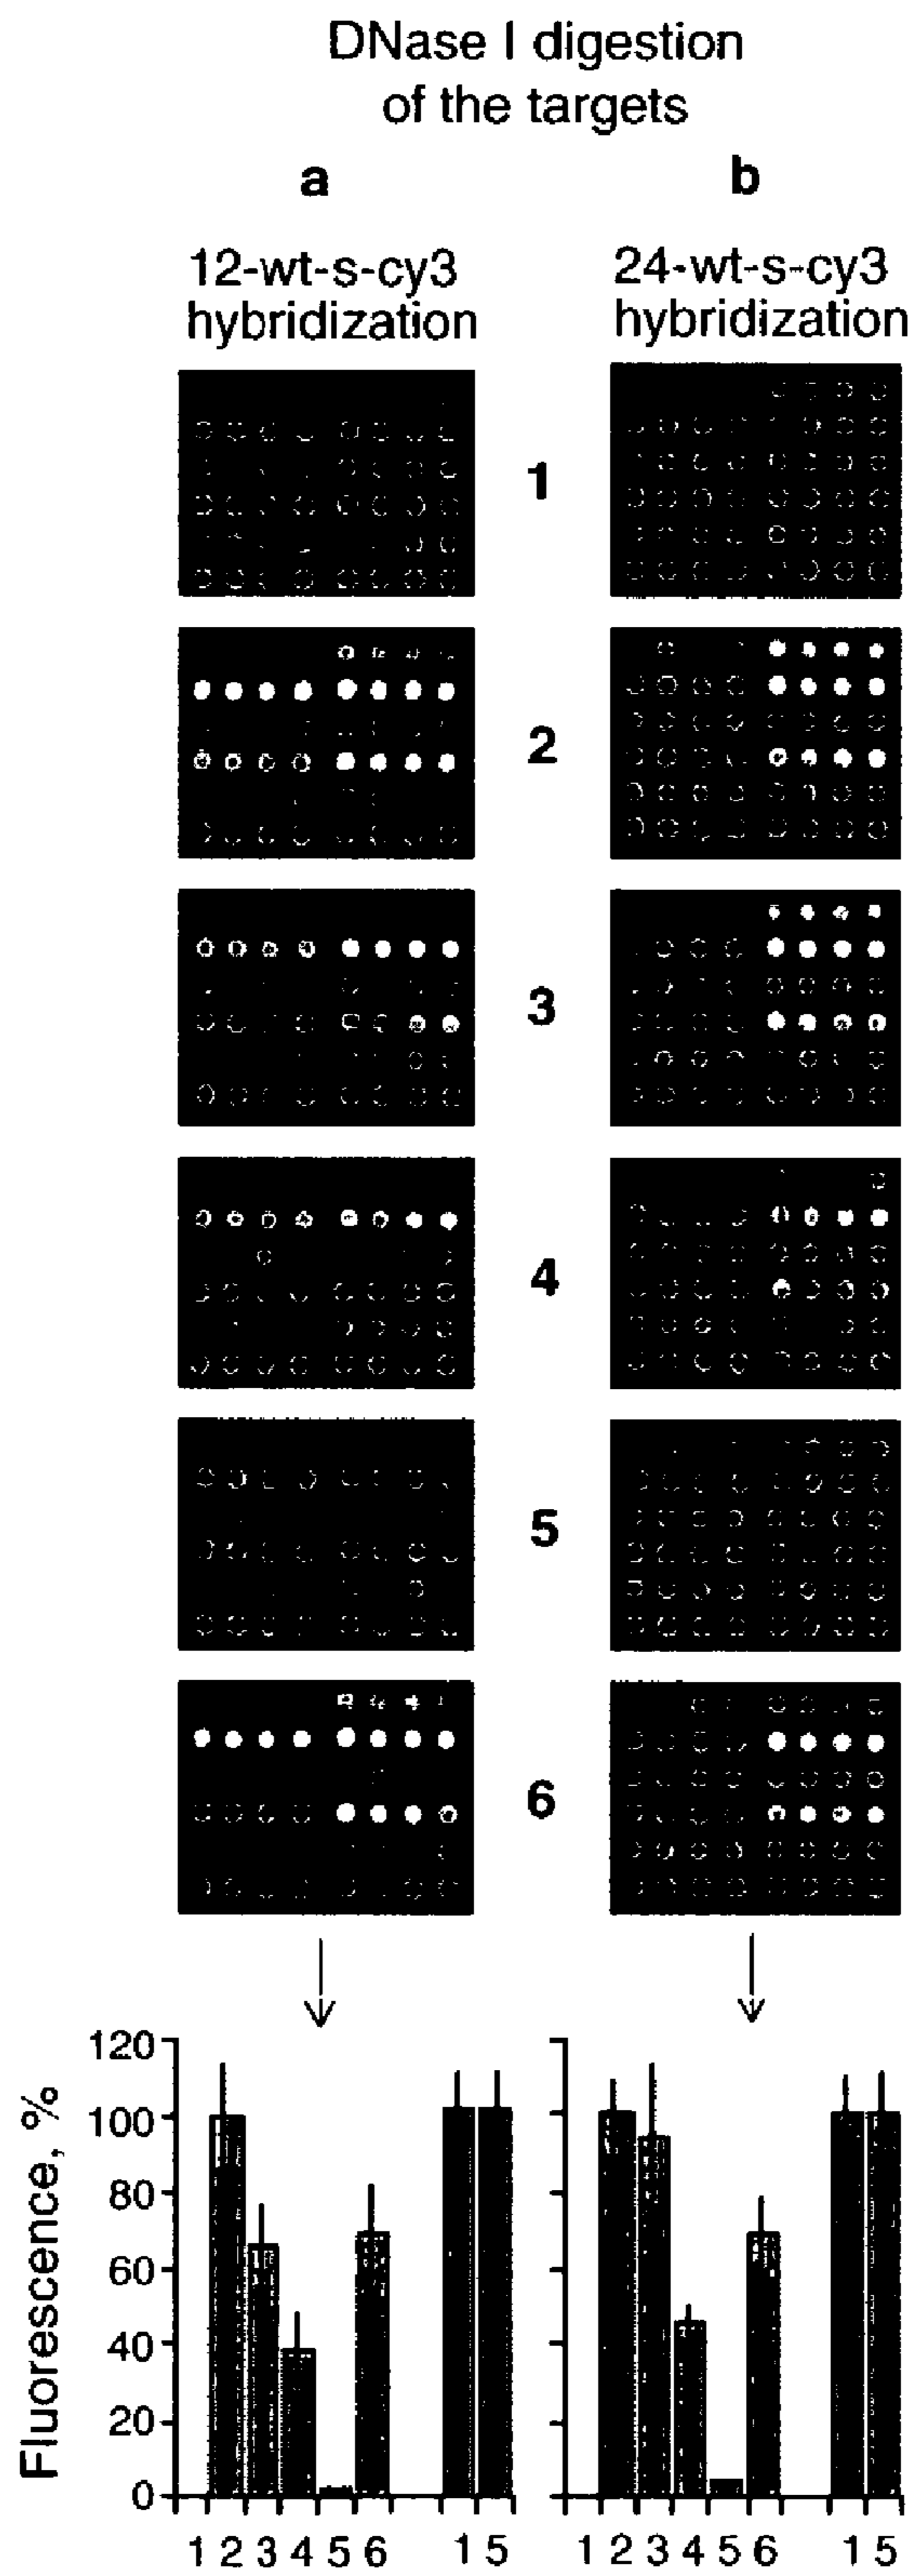 DNase I digestion
of the targets
a
b
12-wt-s-cy3
hybridization
24-wt-s-cy3
hybridization
1
2
3
4
5
6
120
100
80
60
40
20
0
Fluorescence, %
1 2 3 4 5 6 1 5
1 2 3 4 5 6 1 5